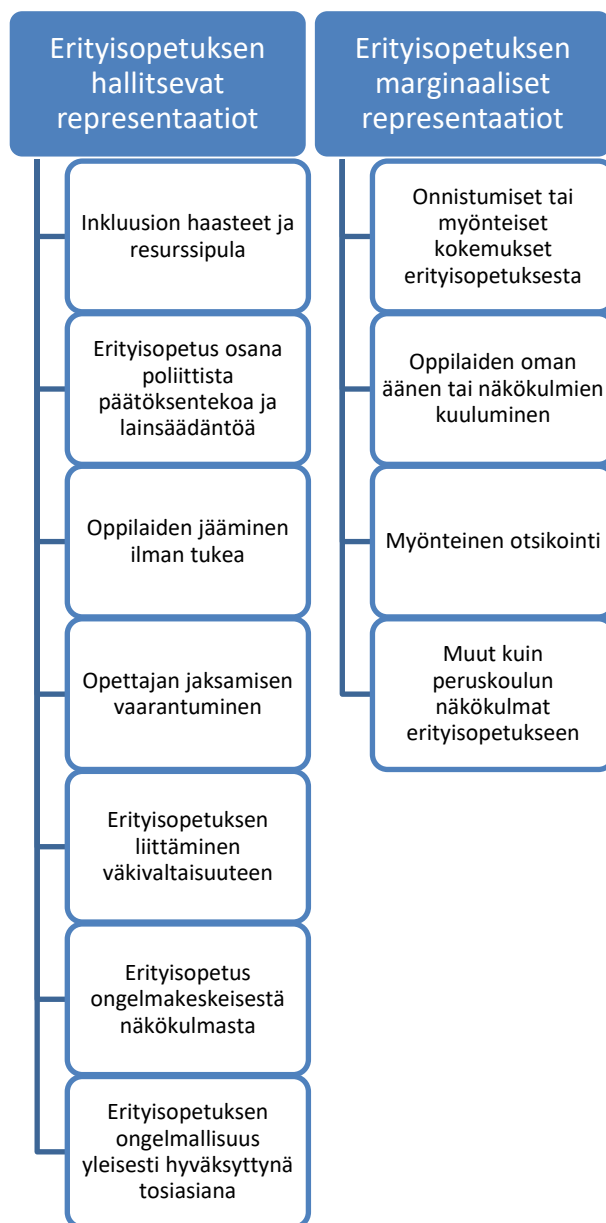 Erityisopetuksen
hallitsevat
representaatiot
Inkluusion haasteet ja
resurssipula
Erityisopetus osana
poliittista
päätöksentekoa ja
lainsäädäntöä
Oppilaiden jääminen
ilman tukea
Opettajan jaksamisen
vaarantuminen
Erityisopetuksen
liittäminen
väkivaltaisuuteen
Erityisopetus
ongelmakeskeisestä
näkökulmasta
Erityisopetuksen
ongelmallisuus
yleisesti hyväksyttynä
tosiasiana
Erityisopetuksen
marginaaliset
representaatiot
Onnistumiset tai
myönteiset
kokemukset
erityisopetuksesta
Oppilaiden oman
äänen tai näkökulmien
kuuluminen
Myönteinen otsikointi
Muut kuin
peruskoulun
näkökulmat
erityisopetukseen